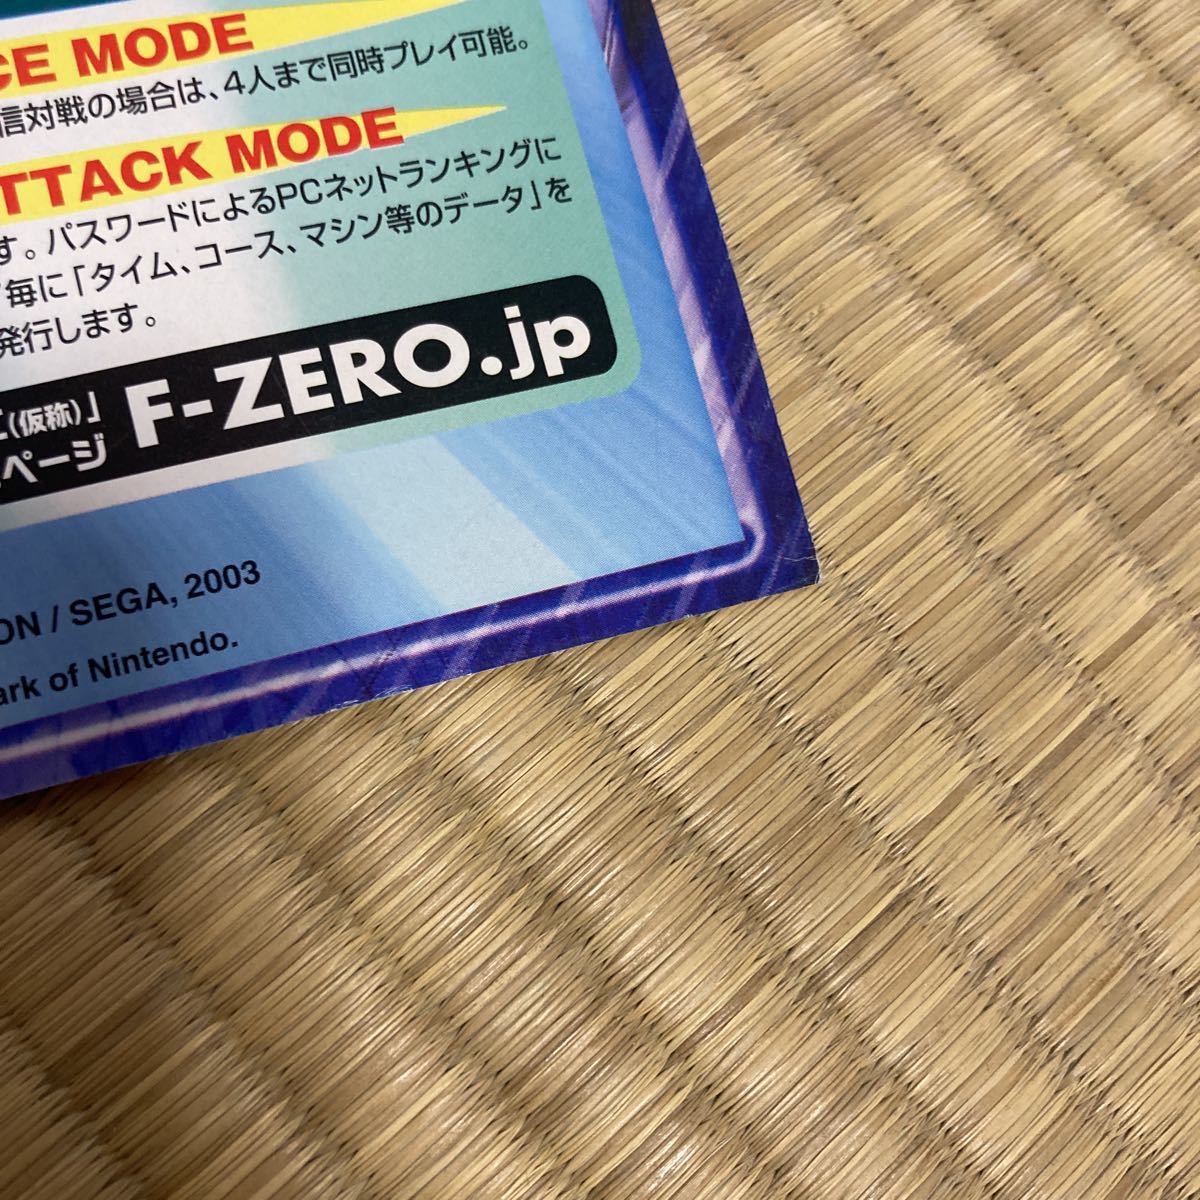 CE MODE
信対戦の場合は、4人まで同時プレイ可能。
TTACK MODE
す。パスワードによるPCネットランキングに
毎に「タイム、コース、マシン等のデータ」を
発行します。
(仮称)」
ページ
F-ZERO.jp
ON / SEGA, 2003
ark of Nintendo.